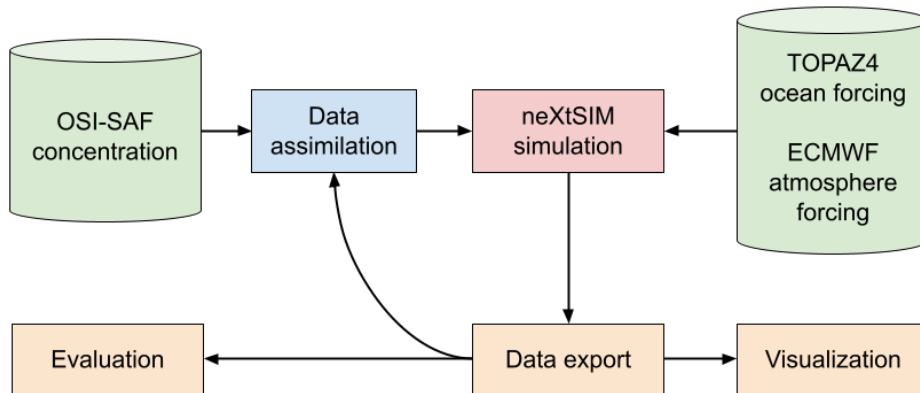 OSI-SAF
concentration
Data
assimilation
neXtSIM
simulation
TOPAZ4
ocean forcing
ECMWF
atmosphere
forcing
Evaluation
Data export
Visualization